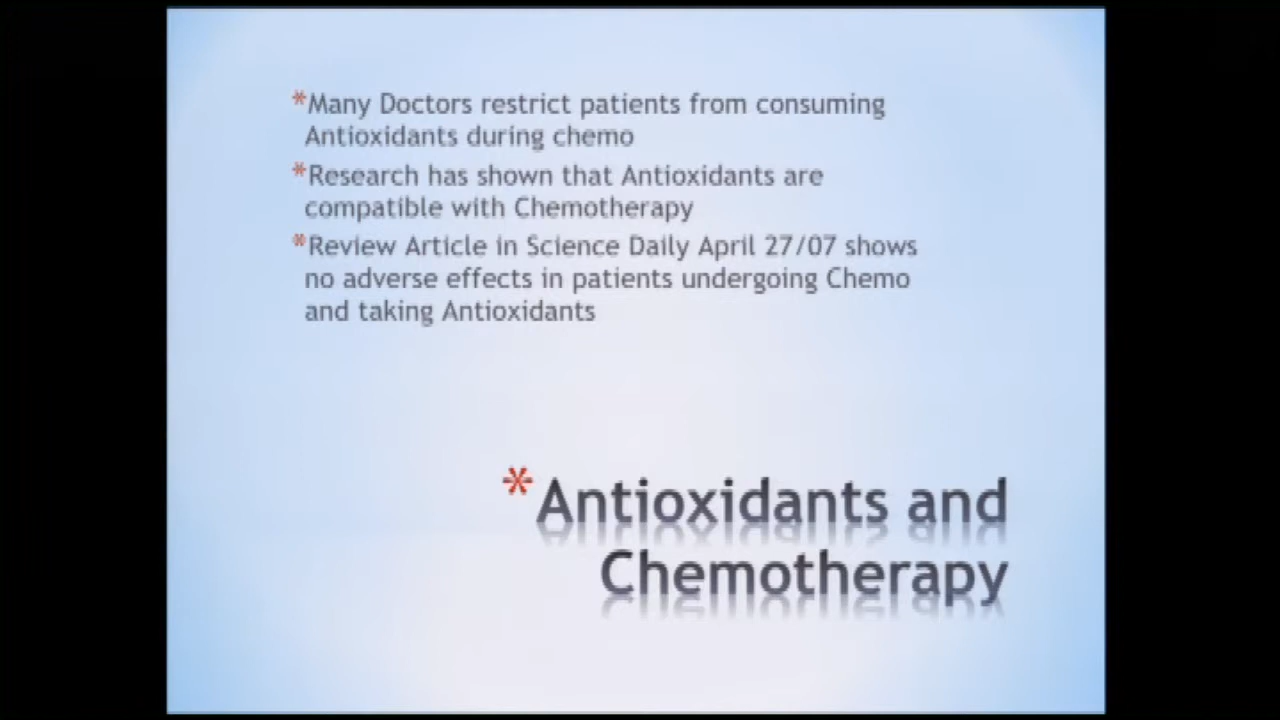 *Many Doctors restrict patients from consuming
Antioxidants during chemo
*Research has shown that Antioxidants are
compatible with Chemotherapy
*Review Article in Science Daily April 27/07 shows
no adverse effects in patients undergoing Chemo
and taking Antioxidants
*Antioxidants and
Chemotherapy